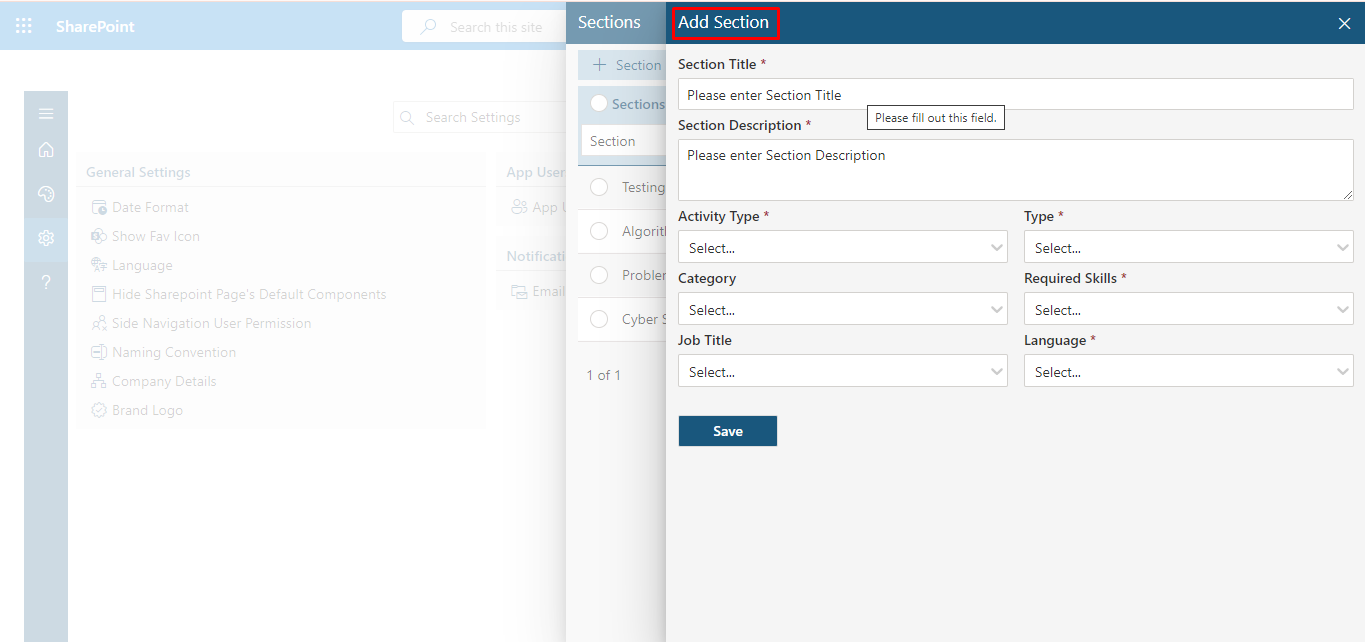 SharePoint
Search this site
Search Settings
General Settings
Date Format
Show Fav Icon
Language
Hide Sharepoint Page's Default Components
Side Navigation User Permission
Naming Convention
Company Details
Brand Logo
App User
App
Notificati
Email
Sections
Section
Sections
Section
Testing
Algorith
Problem
Cyber S
1 of 1
Add Section
Section Title *
Please enter Section Title
Please fill out this field.
Section Description *
Please enter Section Description
Activity Type * Type *
Select... Select...
Category Required Skills *
Select... Select...
Job Title Language *
Select... Select...
Save